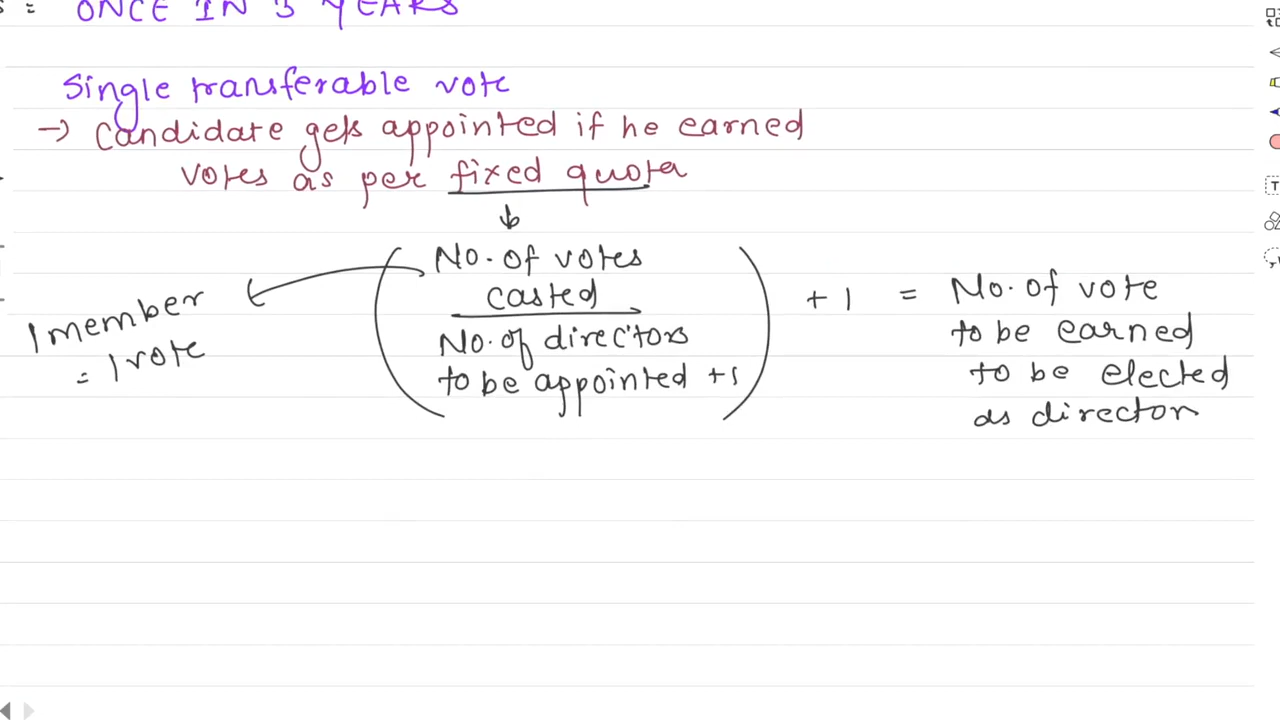 = ONCE IN 3 YEARS
Single transferable vote
→ Candidate gets appointed if he earned
votes as per fixed quota
↓
No. of votes
casted
No. of directors
to be appointed +1
+ 1 = No. of vote
to be earned
to be elected
as director
1 member
= 1 vote